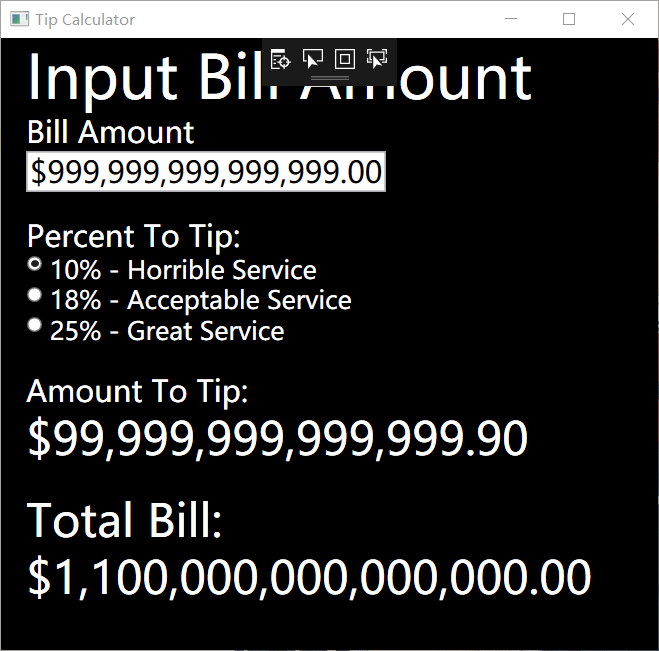 Tip Calculator
Input Bill Amount
Bill Amount
$999,999,999,999,999.00
Percent To Tip:
10% - Horrible Service
18% - Acceptable Service
25% - Great Service
Amount To Tip:
$99,999,999,999,999.90
Total Bill:
$1,100,000,000,000,000.00